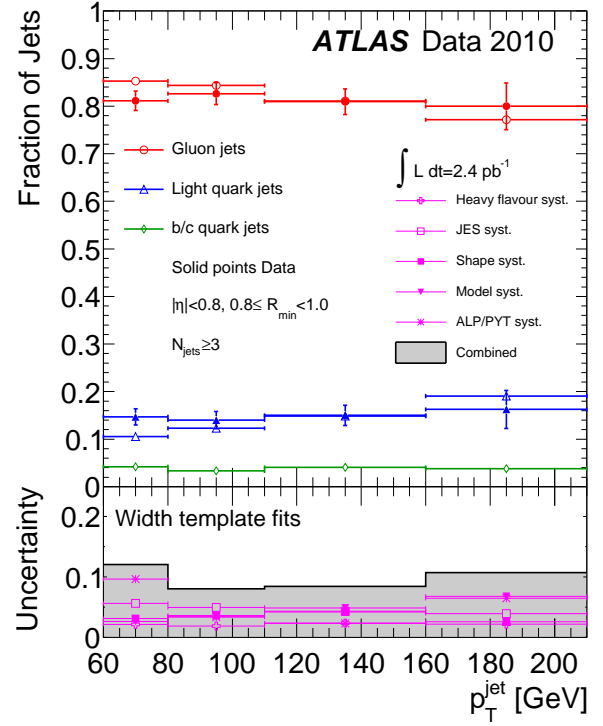 ATLAS Data 2010
Fraction of Jets
1
0.9
0.8
0.7
0.6
0.5
0.4
0.3
0.2
0.1
0
Gluon jets
Light quark jets
b/c quark jets
Solid points Data
|η|<0.8, 0.8≤ R_min<1.0
N_jets≥3
∫ L dt=2.4 pb⁻¹
Heavy flavour syst.
JES syst.
Shape syst.
Model syst.
ALP/PYT syst.
Combined
Uncertainty
Width template fits
0.2
0.1
0
60 80 100 120 140 160 180 200
p_T^jet [GeV]